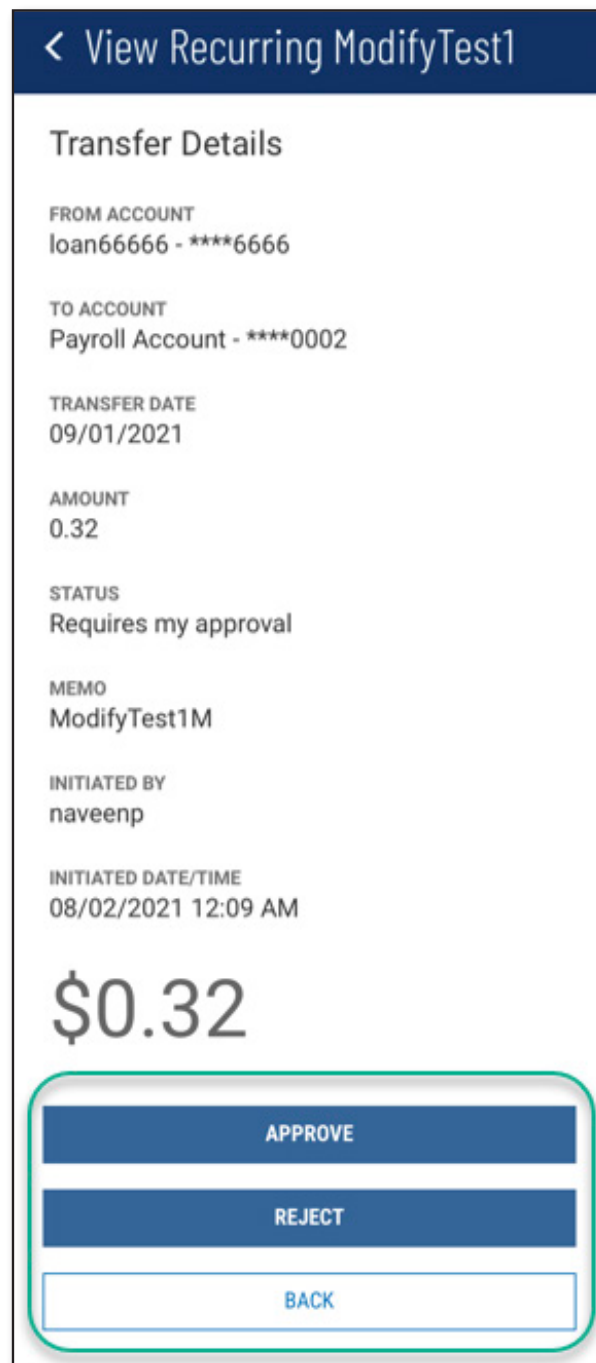 View Recurring ModifyTest1
Transfer Details
FROM ACCOUNT
loan66666 - ****6666
TO ACCOUNT
Payroll Account - ****0002
TRANSFER DATE
09/01/2021
AMOUNT
0.32
STATUS
Requires my approval
MEMO
ModifyTest1M
INITIATED BY
naveenp
INITIATED DATE/TIME
08/02/2021 12:09 AM
$0.32
APPROVE
REJECT
BACK